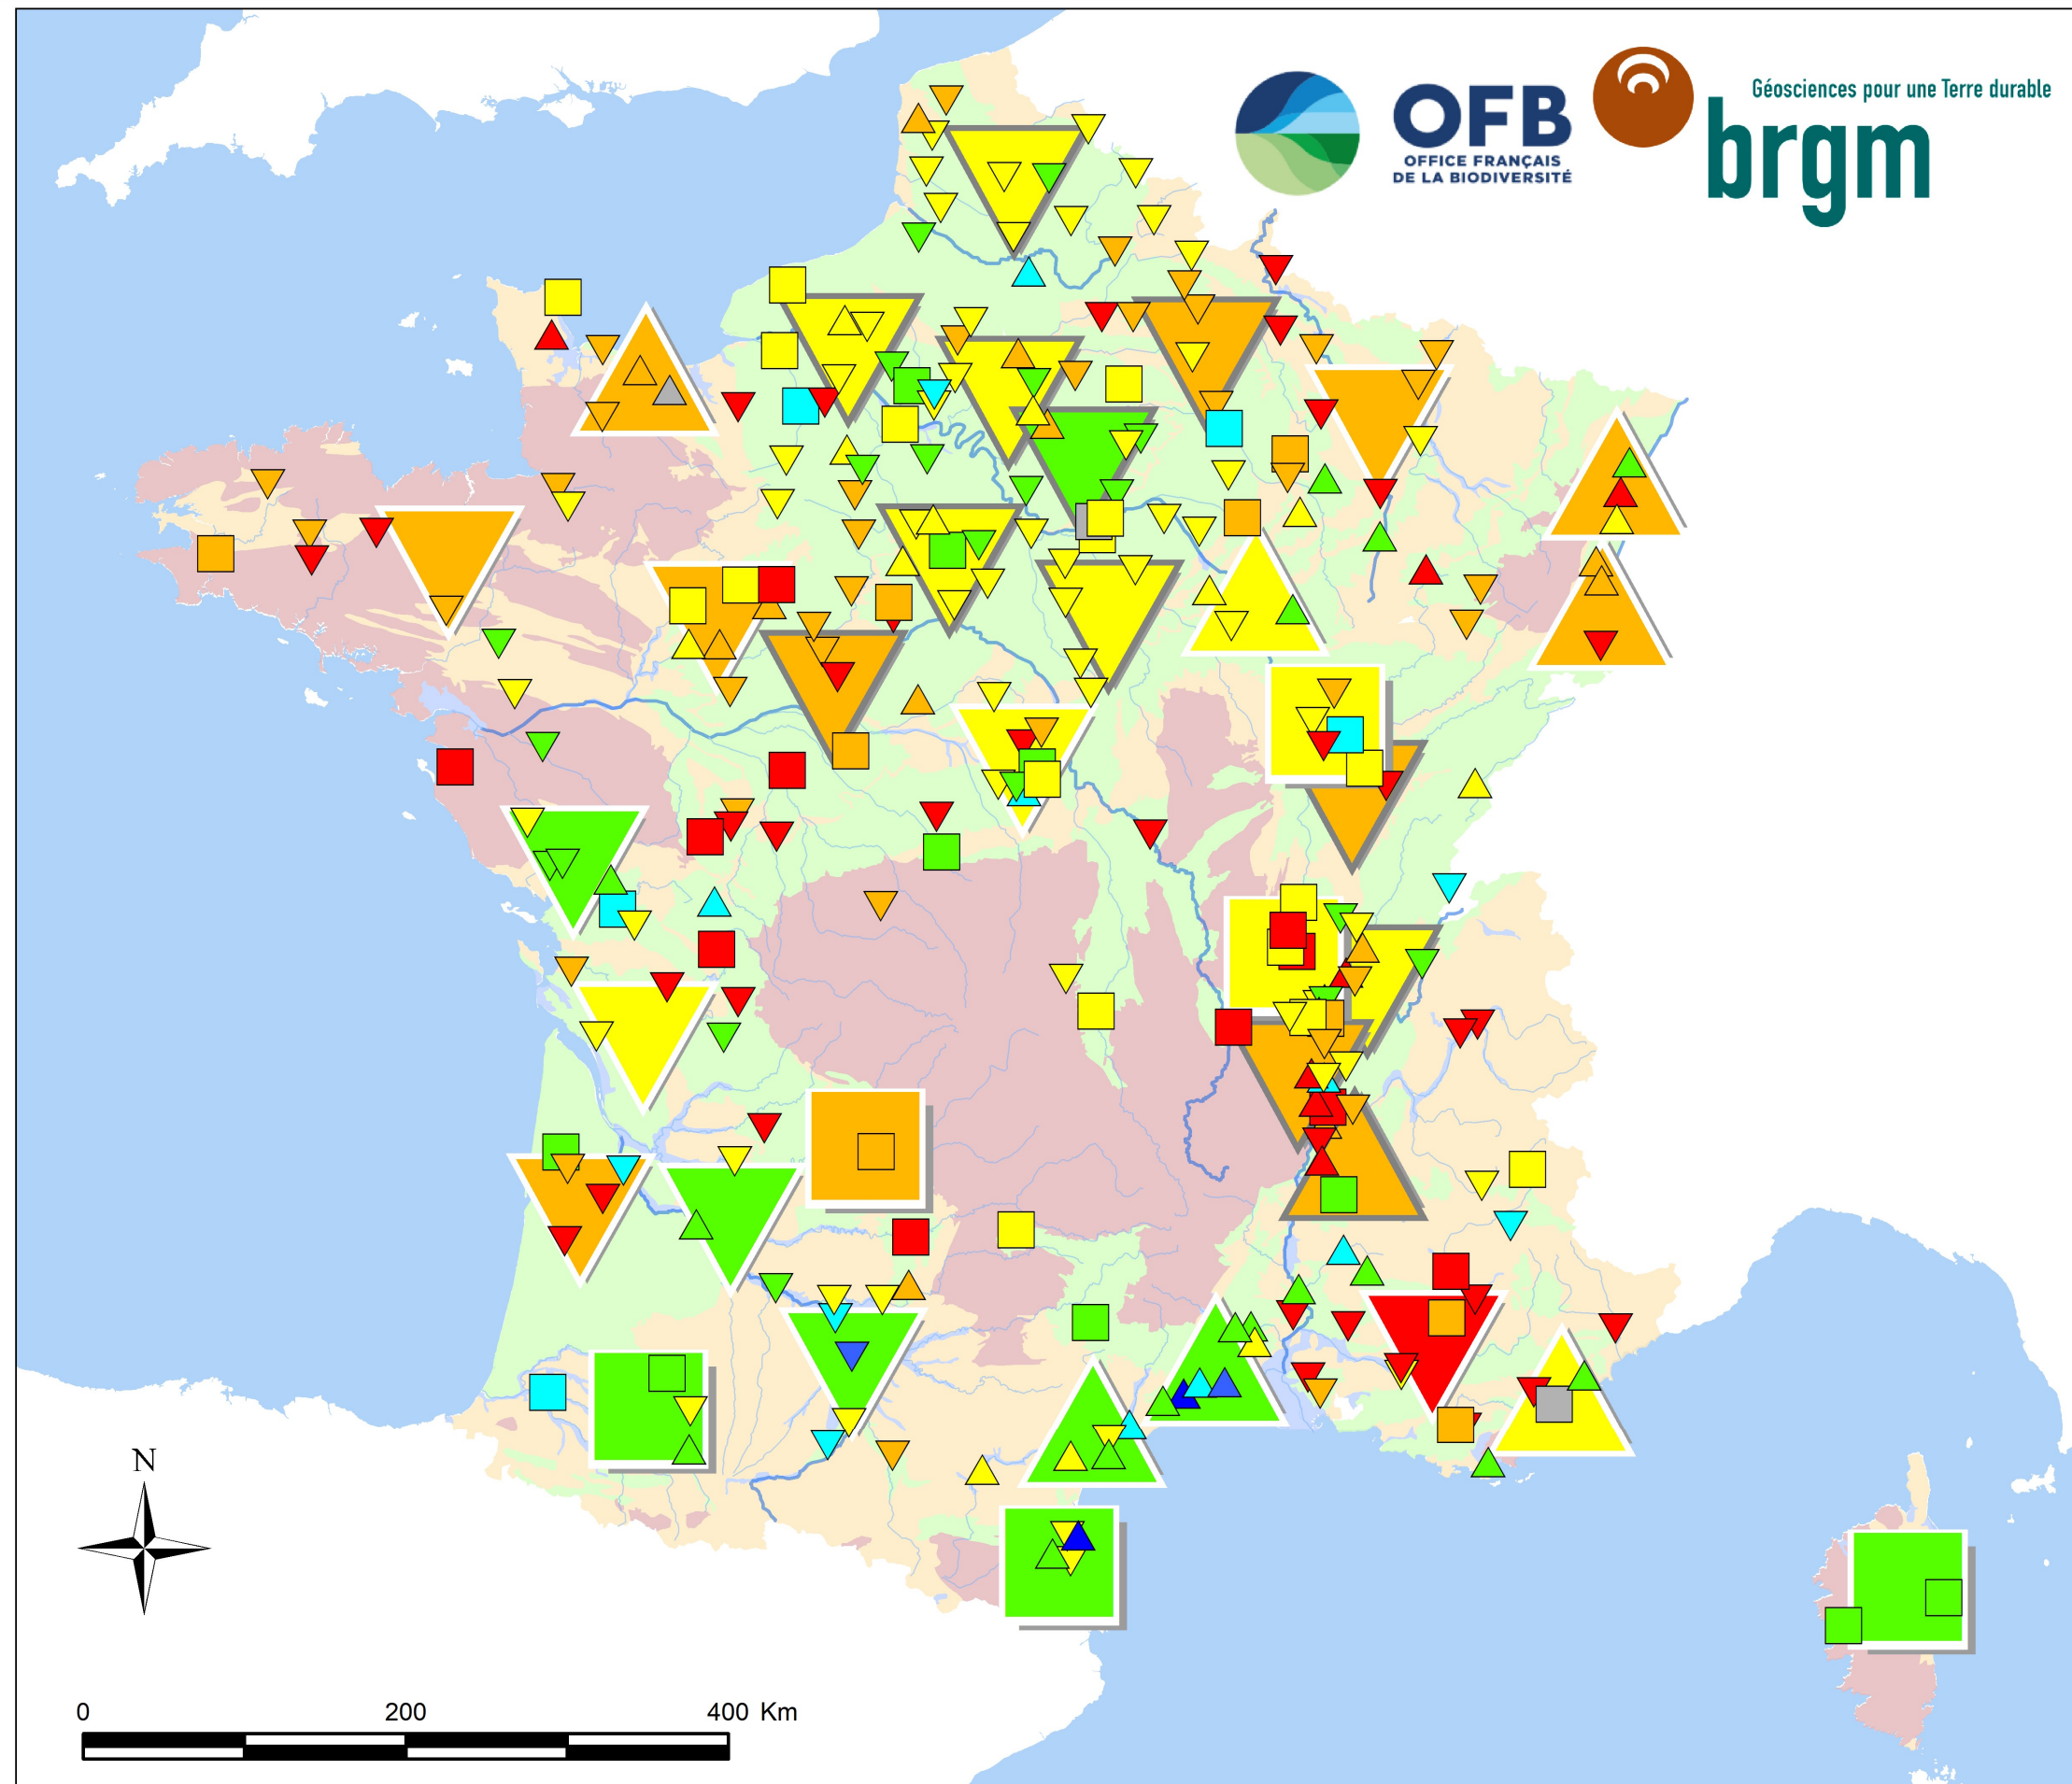 OFB
OFFICE FRANÇAIS
DE LA BIODIVERSITÉ
Géosciences pour une Terre durable
brgm
N
0 200 400 Km